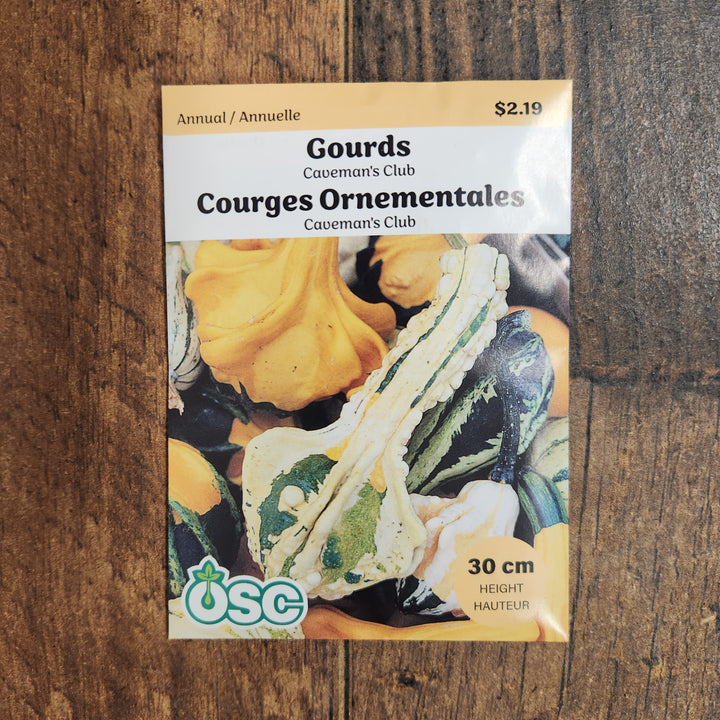 Annual / Annuelle
$2.19
Gourds
Caveman's Club
Courges Ornementales
Caveman's Club
30 cm
HEIGHT
HAUTEUR
OSC